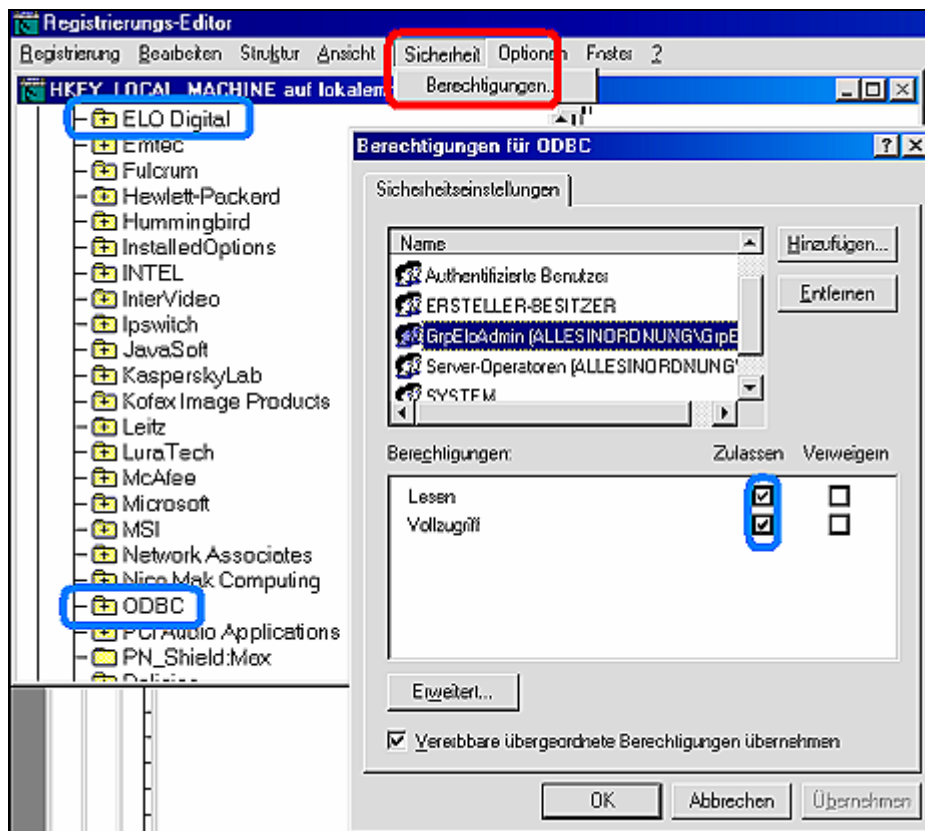 Registrierungs-Editor
Registrierung Bearbeiten Struktur Ansicht Sicherheit Optionen Fnster ?
Berechtigungen...
HKEY_LOCAL_MACHINE auf lokalem
ELO Digital
Emtec
Fulcrum
Hewlett-Packard
Hummingbird
InstalledOptions
INTEL
InterVideo
Ipswitch
JavaSoft
KasperskyLab
Kofax Image Products
Leitz
LuraTech
McAfee
Microsoft
MSI
Network Associates
Nico Mak Computing
ODBC
PCI Audio Applications
PN_Shield:Max
Policies
Berechtigungen für ODBC
Sicherheitseinstellungen
Name
Authentifizierte Benutzer
ERSTELLER-BESITZER
GrpEloAdmin (ALLESINORDNUNG\GrpE
Server-Operatoren (ALLESINORDNUNG\
SYSTEM
Hinzufügen...
Entfernen
Berechtigungen: Zulassen Verweigern
Lesen
Vollzugriff
Erweitert...
Vererbbare übergeordnete Berechtigungen übernehmen
OK Abbrechen Übernehmen